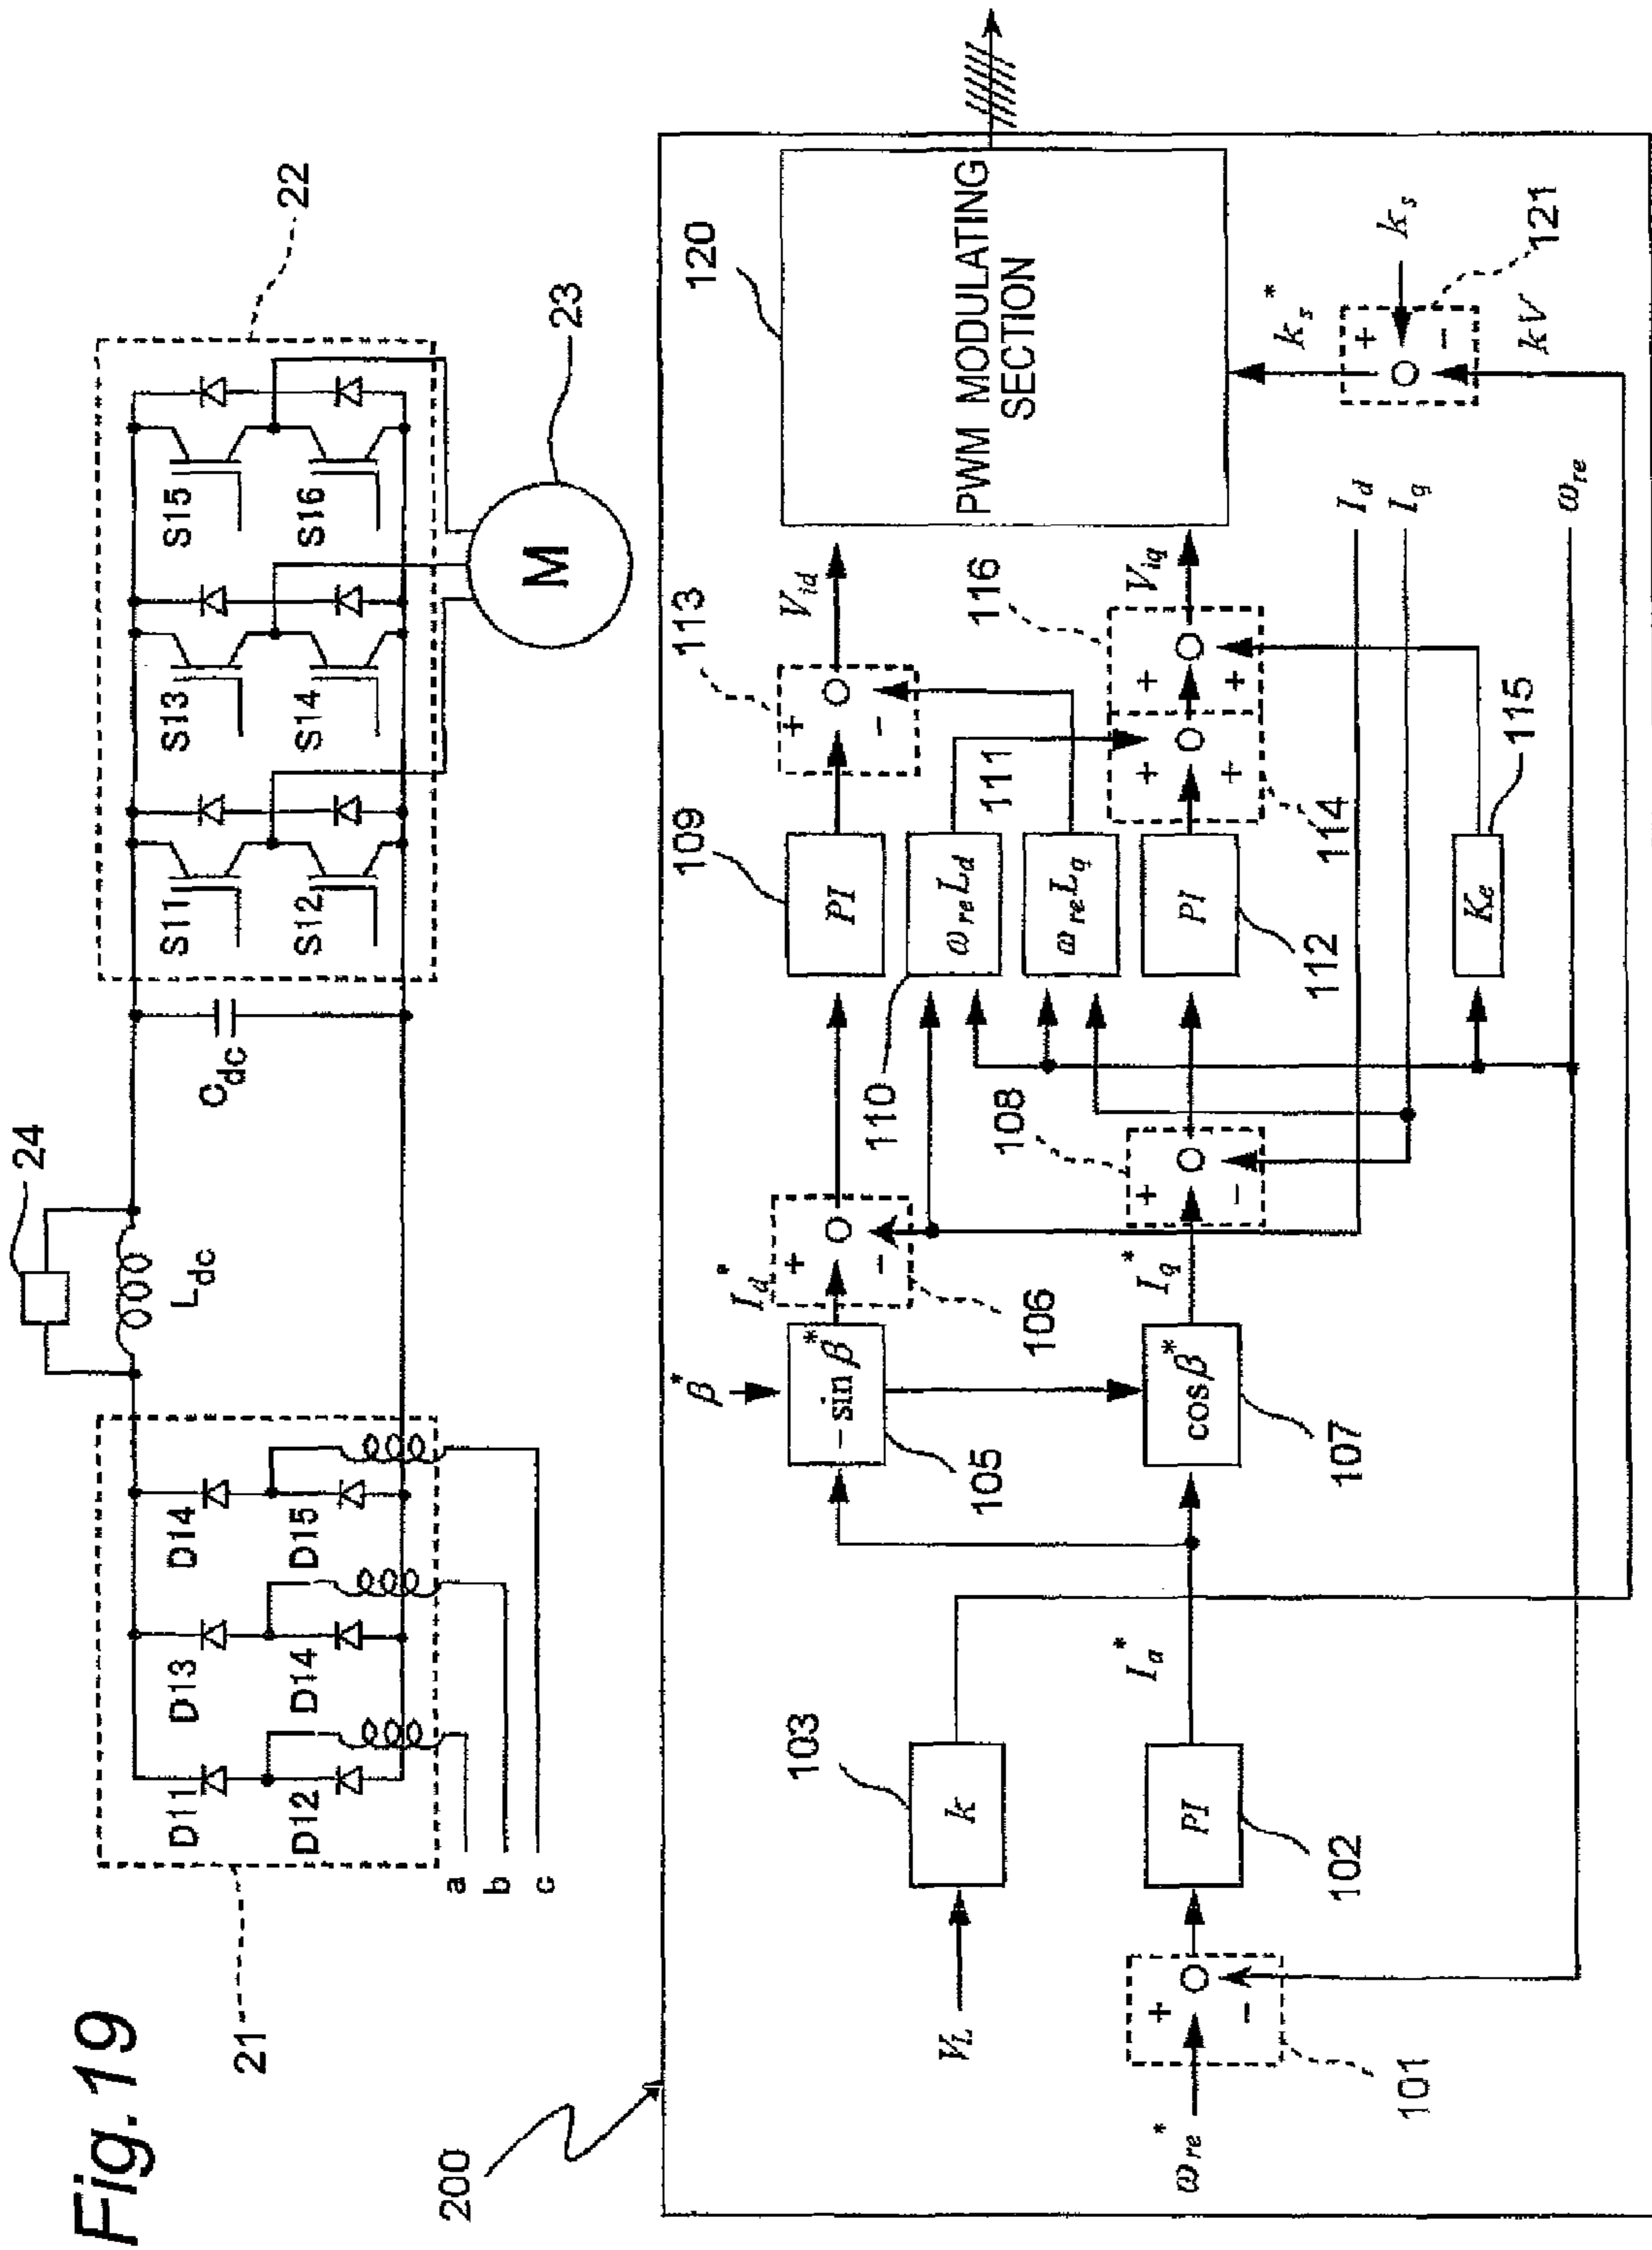 Fig. 19
21
22
23
24
D11
D12
D13
D14
D14
D15
a
b
c
L_dc
C_dc
S11
S12
S13
S14
S15
S16
M
200
ω_re*
+
−
101
V_L
k
103
PI
102
I_a*
β*
− sin β*
105
cos β*
107
I_d*
+
−
106
I_q*
+
−
108
PI
109
ω_re L_d
110
ω_re L_q
111
PI
112
K_e
115
+
−
113
+
+
114
+
+
116
V_id
V_iq
PWM MODULATING
SECTION
120
k_s*
k_s
+
−
kV
121
I_d
I_q
ω_re